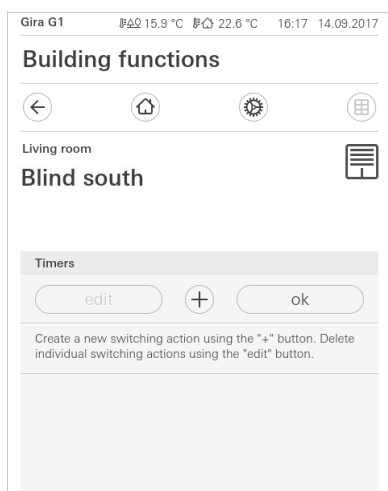 Gira G1 15.9 °C 22.6 °C 16:17 14.09.2017
Building functions
Living room
Blind south
Timers
edit + ok
Create a new switching action using the "+" button. Delete
individual switching actions using the "edit" button.